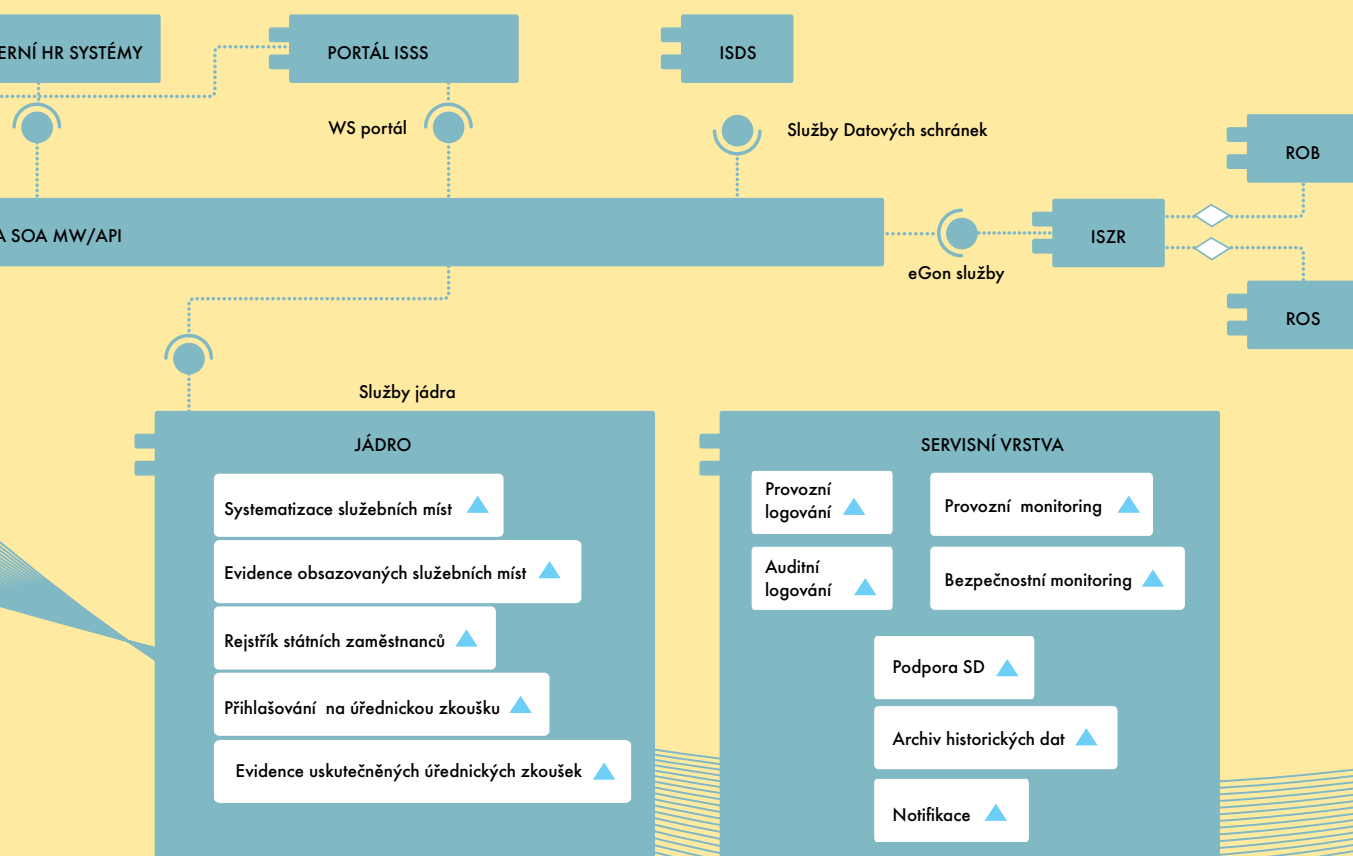 ERNÍ HR SYSTÉMY
PORTÁL ISSS
ISDS
WS portál
Služby Datových schránek
ROB
A SOA MW/API
ISZR
eGon služby
ROS
Služby jádra
JÁDRO
Systematizace služebních míst
Evidence obsazovaných služebních míst
Rejstřík státních zaměstnanců
Přihlašování na úřednickou zkoušku
Evidence uskutečněných úřednických zkoušek
SERVISNÍ VRSTVA
Provozní
logování
Provozní monitoring
Auditní
logování
Bezpečnostní monitoring
Podpora SD
Archiv historických dat
Notifikace